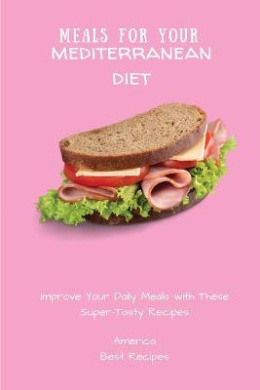 MEALS FOR YOUR
MEDITERRANEAN
DIET
Improve Your Daily Meals with These
Super-Tasty Recipes
America
Best Recipes